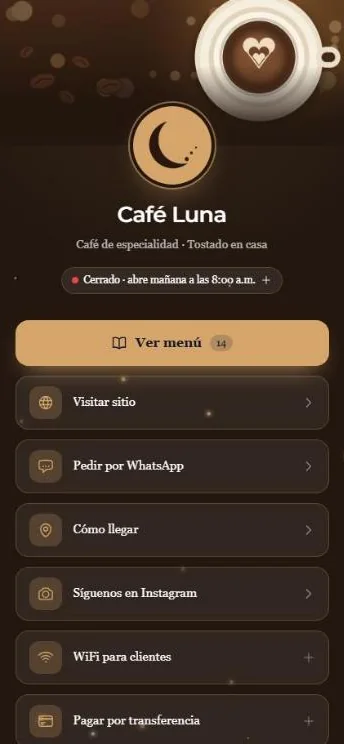 Café Luna
Café de especialidad · Tostado en casa
Cerrado · abre mañana a las 8:00 a.m. +
Ver menú 14
Visitar sitio
Pedir por WhatsApp
Cómo llegar
Síguenos en Instagram
WiFi para clientes
Pagar por transferencia